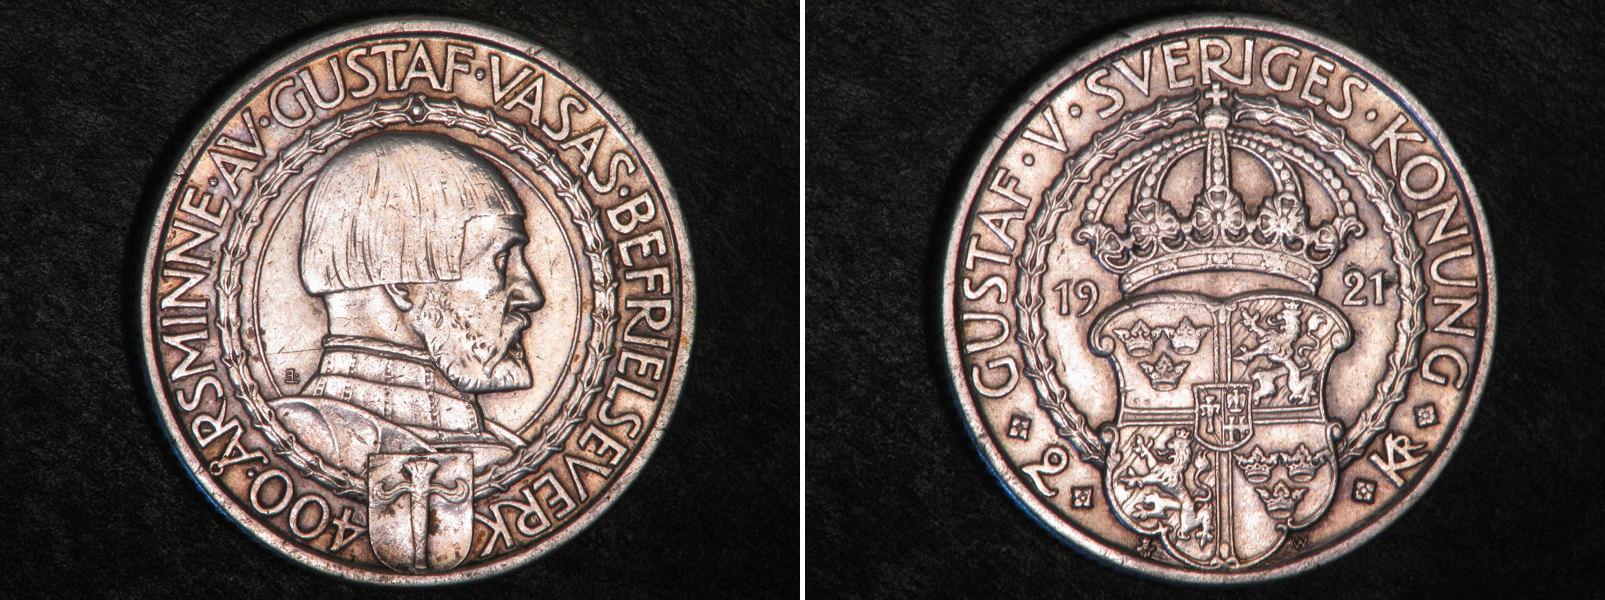 400·ÅRSMINNE·AV·GUSTAF·VASAS·BEFRIELSEVERK
GUSTAF·V·SVERIGES·KONUNG
19 21
2 KR
W